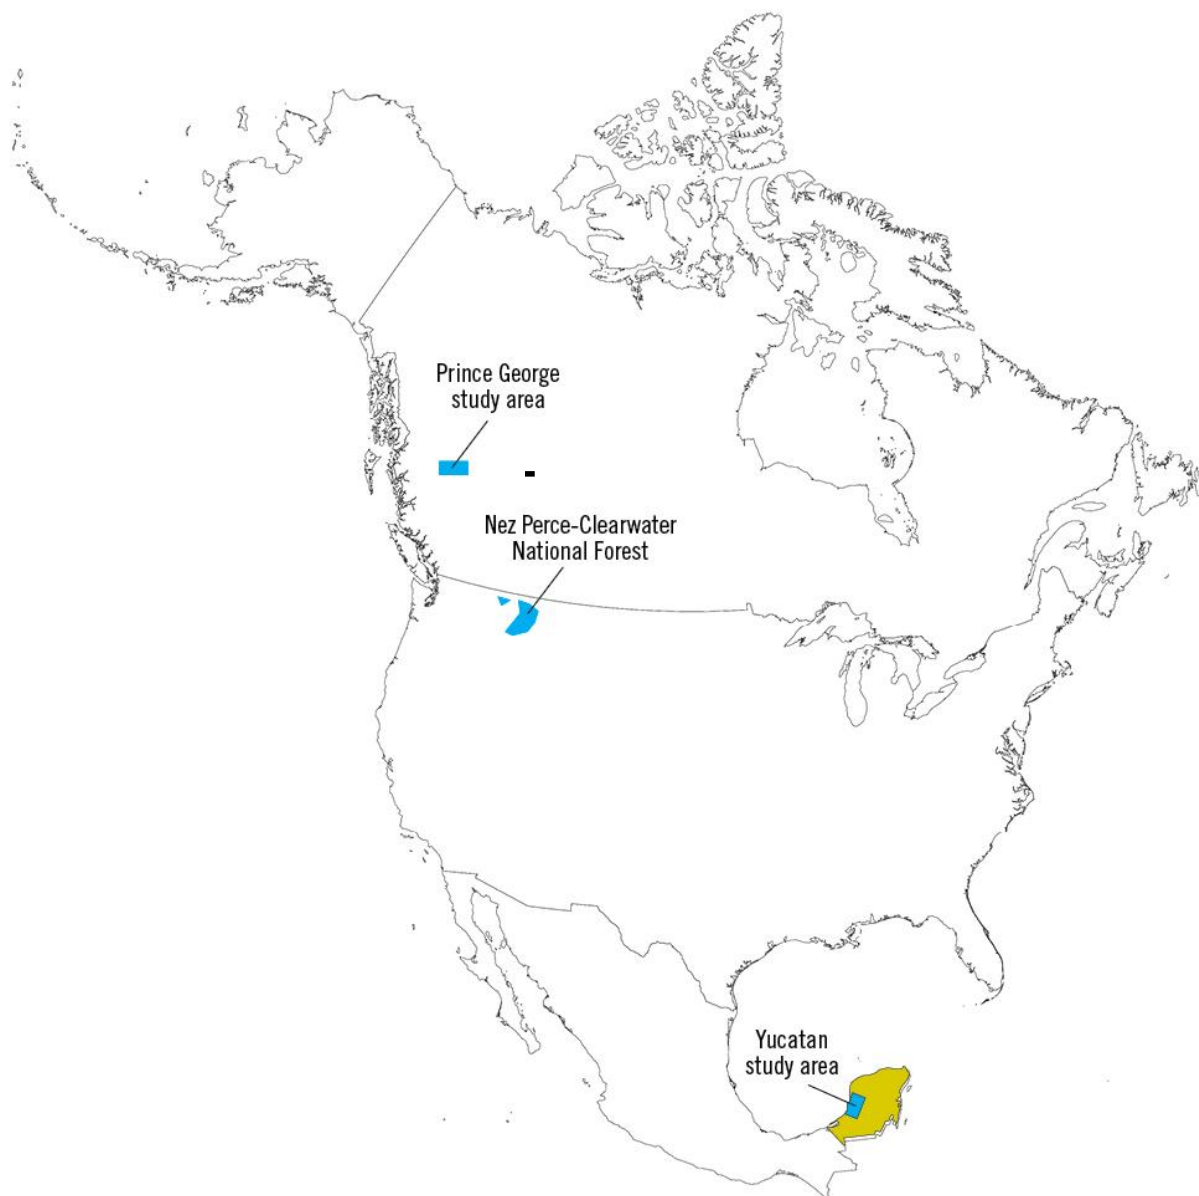 Prince George
study area
Nez Perce-Clearwater
National Forest
Yucatan
study area